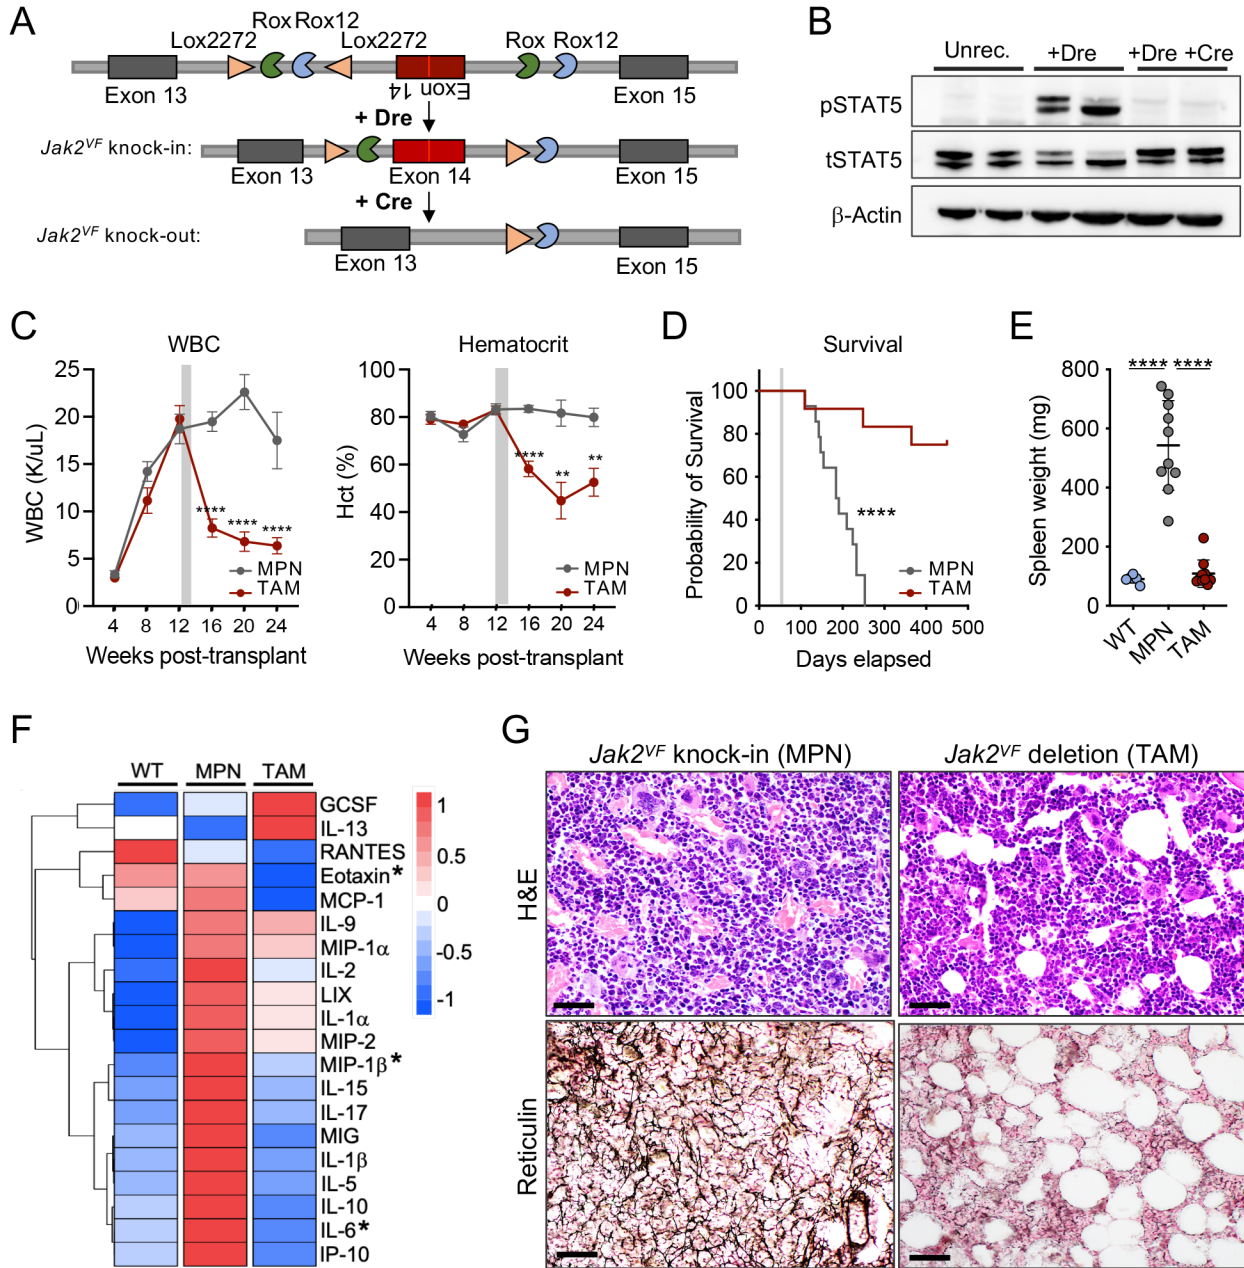 A
Rox Rox12
Lox2272 Lox2272 Rox Rox12
Exon 13 Exon 14 Exon 15
+ Dre
Jak2VF knock-in:
Exon 13 Exon 14 Exon 15
+ Cre
Jak2VF knock-out:
Exon 13 Exon 15
B
Unrec. +Dre +Dre +Cre
pSTAT5
tSTAT5
β-Actin
C
WBC
25
20
15
10
5
0
WBC (K/uL)
**** **** ****
MPN
TAM
4 8 12 16 20 24
Weeks post-transplant
Hematocrit
100
80
60
40
20
0
Hct (%)
**** ** **
MPN
TAM
4 8 12 16 20 24
Weeks post-transplant
D
Survival
100
80
60
40
20
0
Probability of Survival
****
MPN
TAM
0 100 200 300 400 500
Days elapsed
E
**** ****
800
600
400
200
0
Spleen weight (mg)
WT MPN TAM
F
WT MPN TAM
GCSF
IL-13
RANTES
Eotaxin*
MCP-1
IL-9
MIP-1α
IL-2
LIX
IL-1α
MIP-2
MIP-1β*
IL-15
IL-17
MIG
IL-1β
IL-5
IL-10
IL-6*
IP-10
1
0.5
0
-0.5
-1
G
Jak2VF knock-in (MPN) Jak2VF deletion (TAM)
H&E
Reticulin